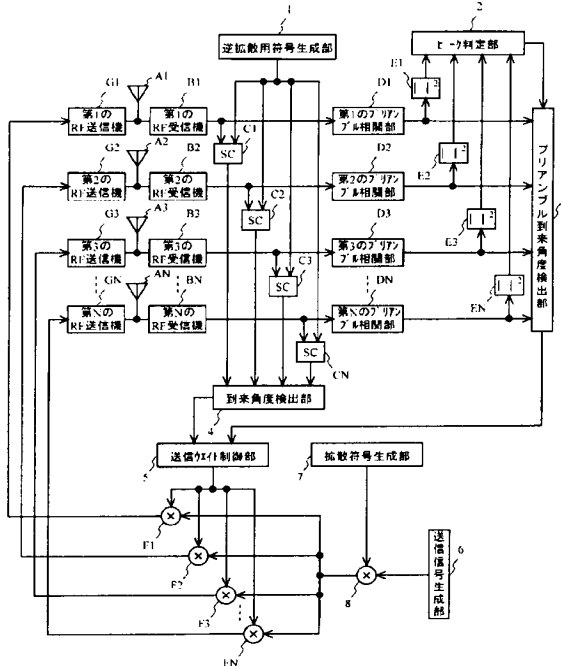 1
2
逆拡散用符号生成部
ピーク判定部
E1
| |²
G1
A1
B1
D1
第1の
RF送信機
第1の
RF受信機
C1
SC
第1のプリアン
ブル相関部
G2
A2
B2
D2
第2の
RF送信機
第2の
RF受信機
C2
SC
第2のプリアン
ブル相関部
| |²
E2
G3
A3
B3
D3
第3の
RF送信機
第3の
RF受信機
C3
SC
第3のプリアン
ブル相関部
| |²
E3
GN
AN
BN
DN
第Nの
RF送信機
第Nの
RF受信機
SC
CN
第Nのプリアン
ブル相関部
EN
| |²
プリアンブル到来角度検出部
到来角度検出部
4
送信ウエイト制御部
5
拡散符号生成部
7
×
F1
×
F2
×
F3
×
FN
×
8
送信信号生成部
6